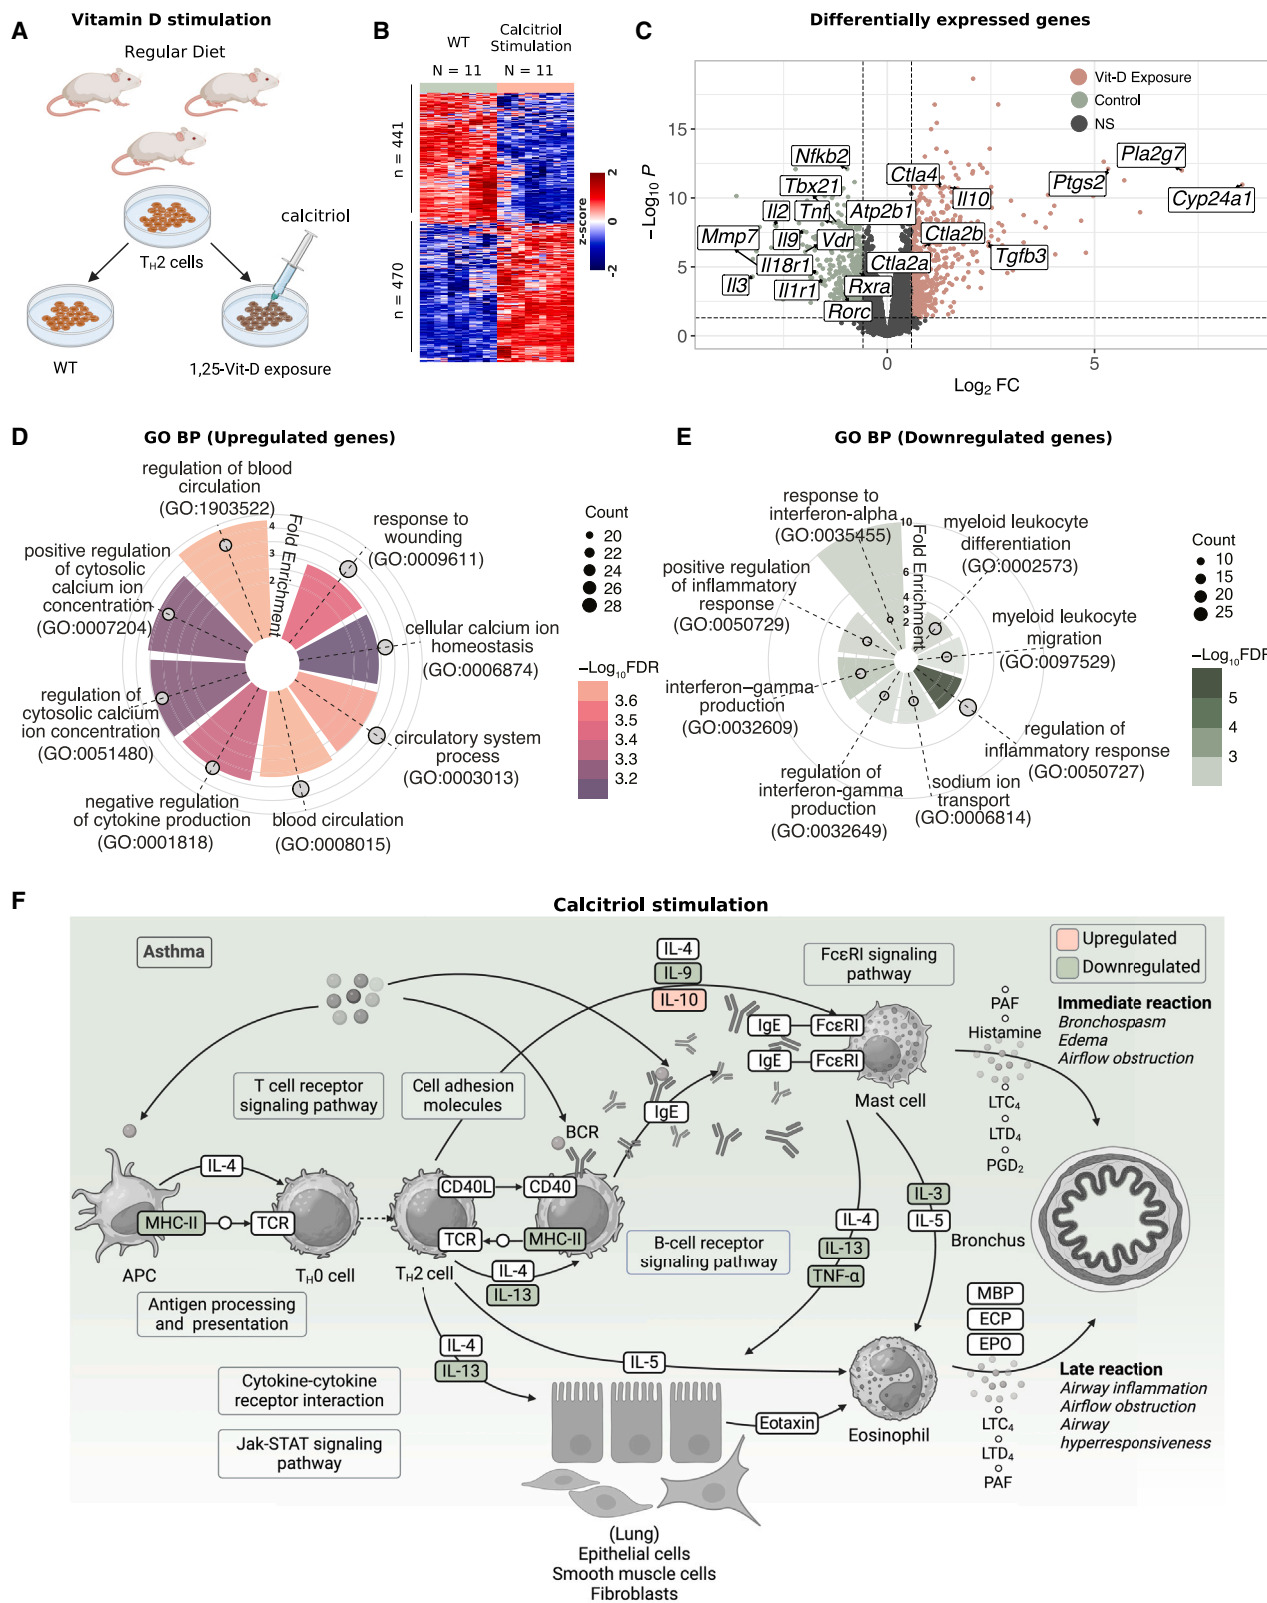 A
Vitamin D stimulation
Regular Diet
calcitriol
TH2 cells
WT
1,25-Vit-D exposure
B
WT
Calcitriol
Stimulation
N = 11
N = 11
n = 441
n = 470
z-score
2
0
-2
C
Differentially expressed genes
Vit-D Exposure
Control
NS
−Log10 P
15
10
5
0
Nfkb2
Tbx21
Il2
Tnf
Mmp7
Il9
Vdr
Il18r1
Il3
Il1r1
Rorc
Rxra
Ctla2a
Atp2b1
Ctla4
Il10
Ctla2b
Tgfb3
Ptgs2
Pla2g7
Cyp24a1
0
5
Log2 FC
D
GO BP (Upregulated genes)
regulation of blood
circulation
(GO:1903522)
Fold Enrichment
4
3
2
response to
wounding
(GO:0009611)
positive regulation
of cytosolic
calcium ion
concentration
(GO:0007204)
cellular calcium ion
homeostasis
(GO:0006874)
regulation of
cytosolic calcium
ion concentration
(GO:0051480)
circulatory system
process
(GO:0003013)
negative regulation
of cytokine production
(GO:0001818)
blood circulation
(GO:0008015)
Count
20
22
24
26
28
−Log10FDR
3.6
3.5
3.4
3.3
3.2
E
GO BP (Downregulated genes)
response to
interferon-alpha
(GO:0035455)
Fold Enrichment
10
6
4
3
2
myeloid leukocyte
differentiation
(GO:0002573)
positive regulation
of inflammatory
response
(GO:0050729)
myeloid leukocyte
migration
(GO:0097529)
interferon−gamma
production
(GO:0032609)
regulation of
inflammatory response
(GO:0050727)
regulation of
interferon-gamma
production
(GO:0032649)
sodium ion
transport
(GO:0006814)
Count
10
15
20
25
−Log10FDR
5
4
3
F
Calcitriol stimulation
Asthma
Upregulated
Downregulated
IL-4
IL-9
IL-10
FcεRI signaling
pathway
IgE
FcεRI
IgE
FcεRI
Mast cell
PAF
Histamine
LTC4
LTD4
PGD2
Immediate reaction
Bronchospasm
Edema
Airflow obstruction
T cell receptor
signaling pathway
Cell adhesion
molecules
IgE
BCR
IL-4
MHC-II
TCR
CD40L
CD40
TCR
MHC-II
APC
TH0 cell
TH2 cell
IL-4
IL-13
B-cell receptor
signaling pathway
IL-4
IL-13
TNF-α
IL-3
IL-5
Bronchus
Antigen processing
and presentation
IL-4
IL-13
IL-5
MBP
ECP
EPO
Cytokine-cytokine
receptor interaction
Jak-STAT signaling
pathway
Eotaxin
Eosinophil
LTC4
LTD4
PAF
Late reaction
Airway inflammation
Airflow obstruction
Airway
hyperresponsiveness
(Lung)
Epithelial cells
Smooth muscle cells
Fibroblasts